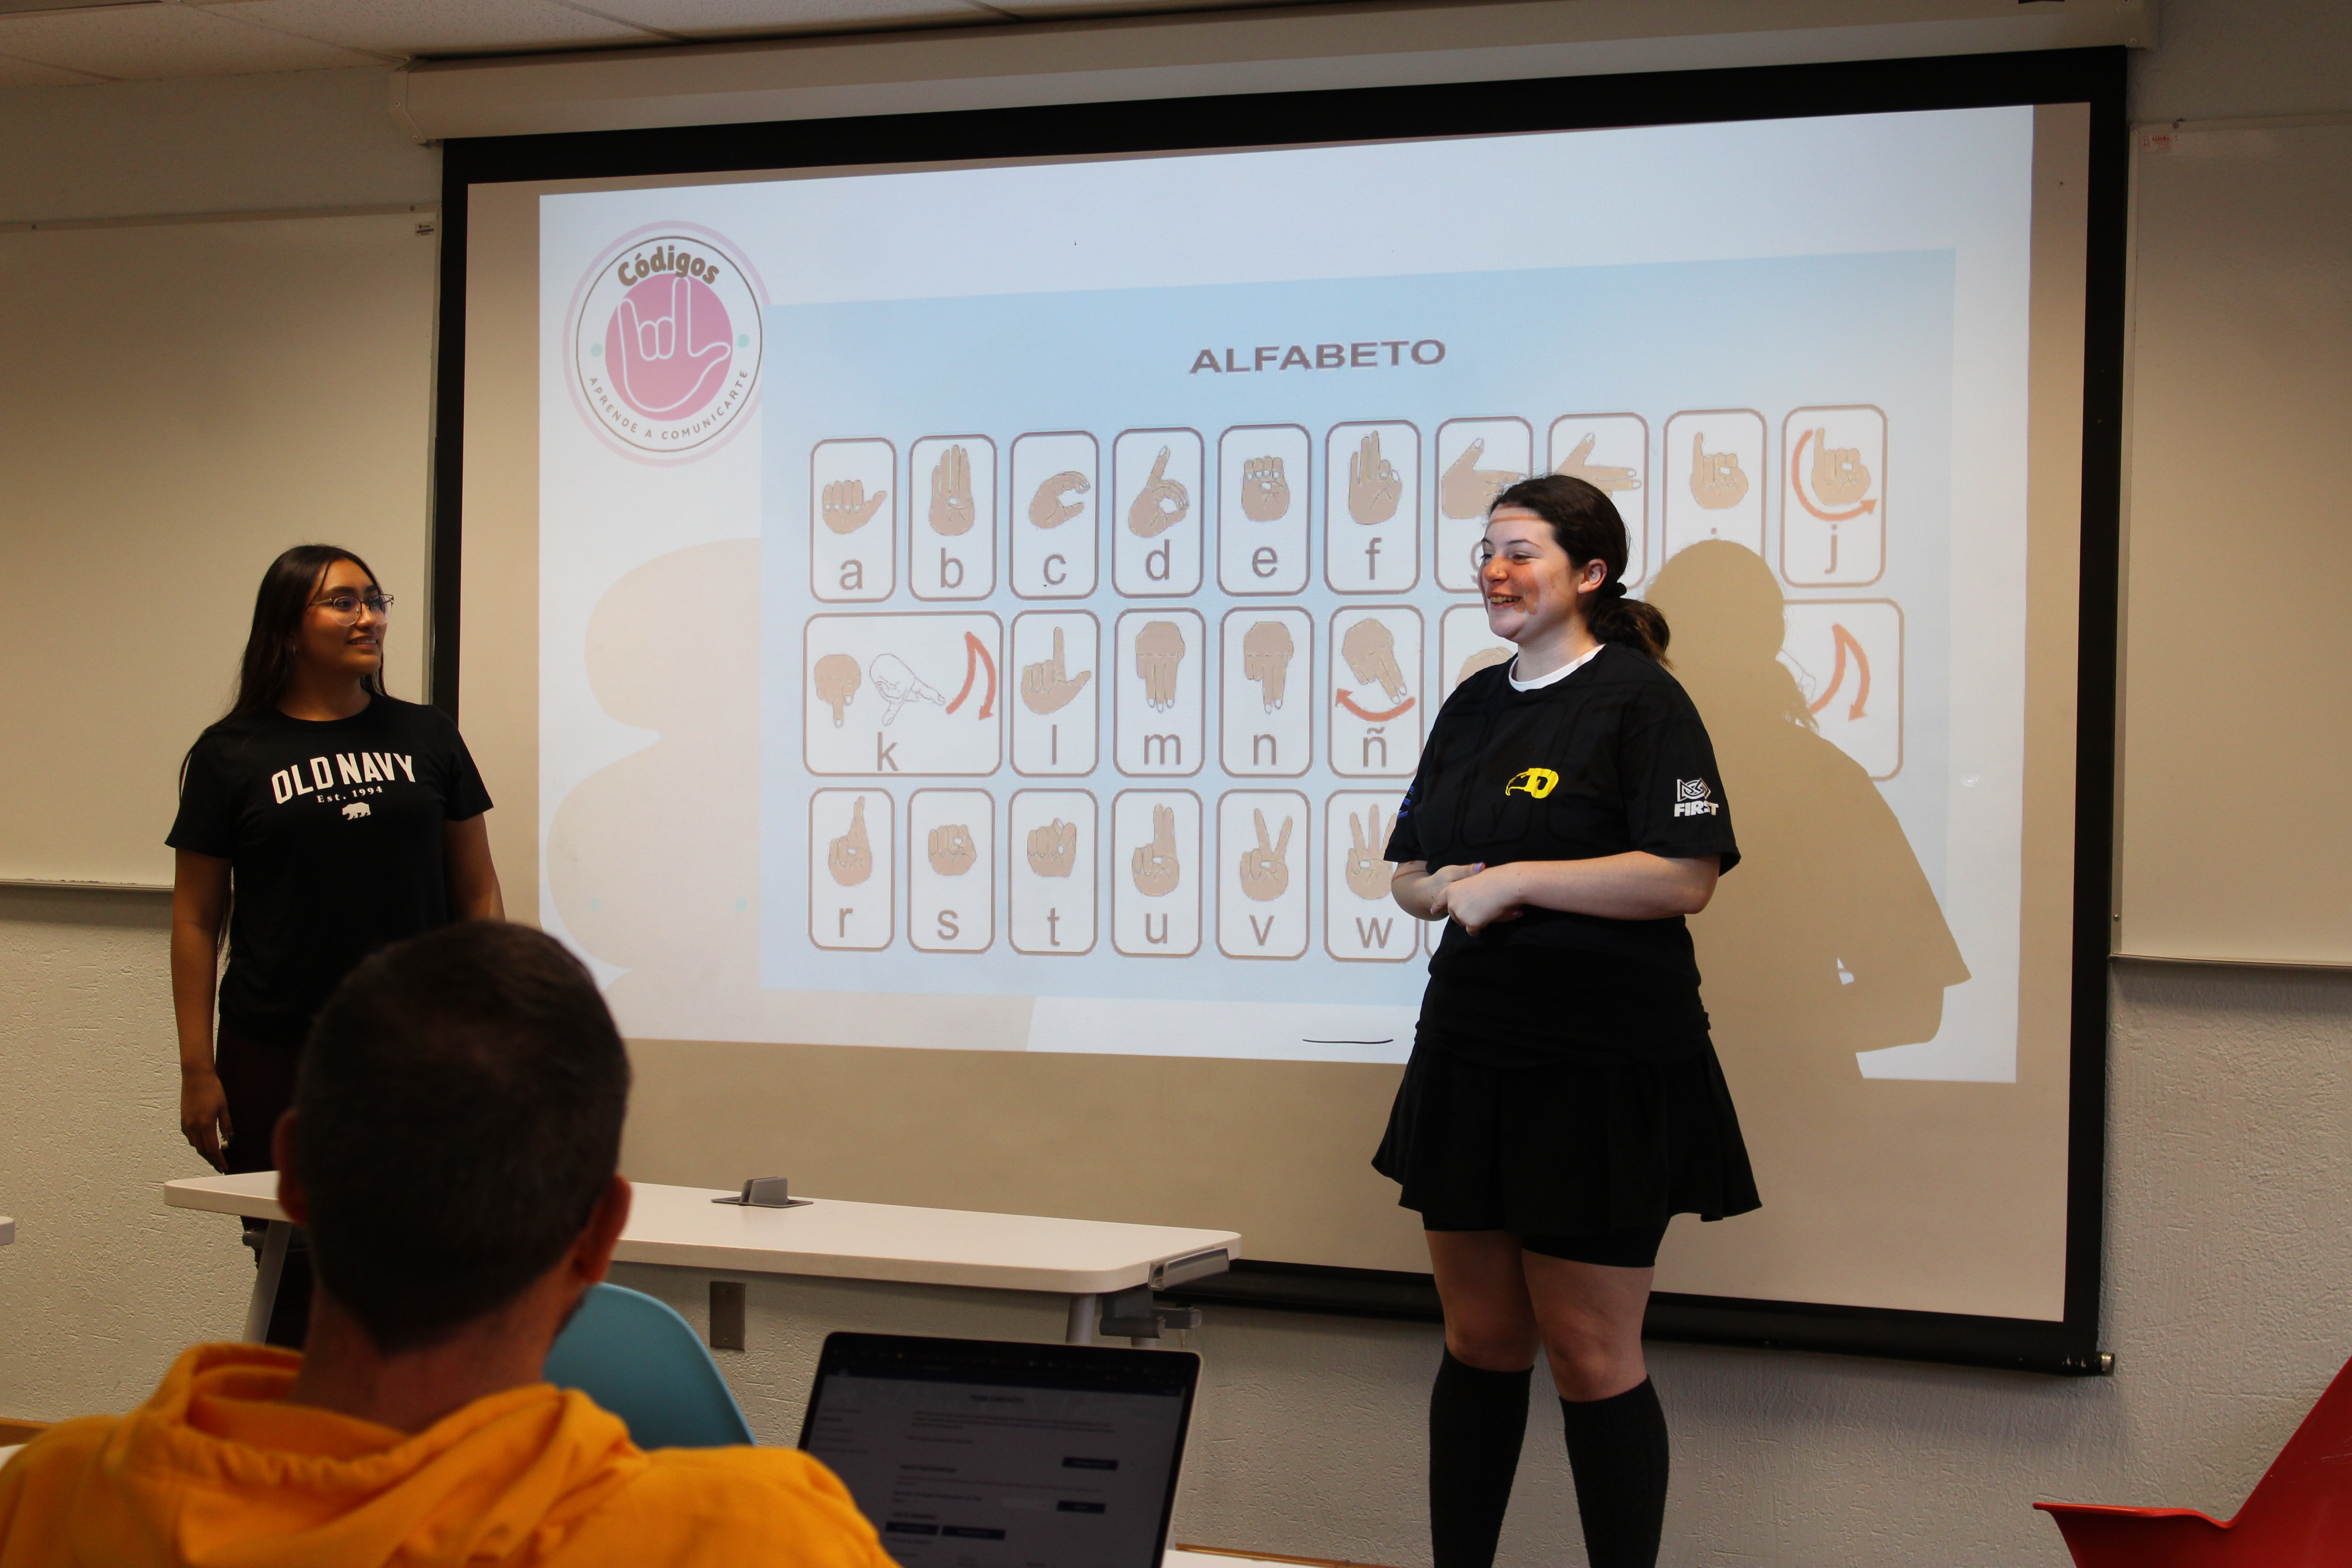 Códigos
APRENDE A COMUNICARTE
ALFABETO
a b c d e f g j
k l m n ñ
r s t u v w
OLD NAVY
Est. 1994
FIRST